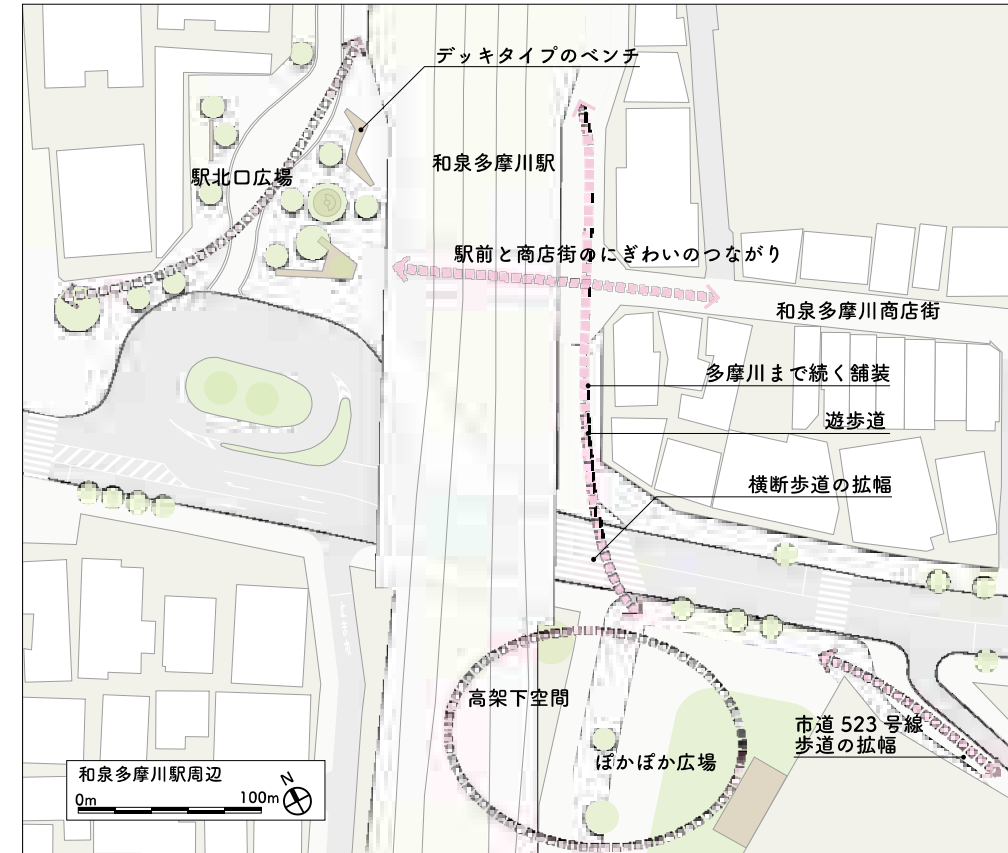 デッキタイプのベンチ
和泉多摩川駅
駅北口広場
駅前と商店街のにぎわいのつながり
和泉多摩川商店街
多摩川まで続く舗装
遊歩道
横断歩道の拡幅
高架下空間
市道 523 号線
歩道の拡幅
ぽかぽか広場
和泉多摩川駅周辺
0m 100m
N